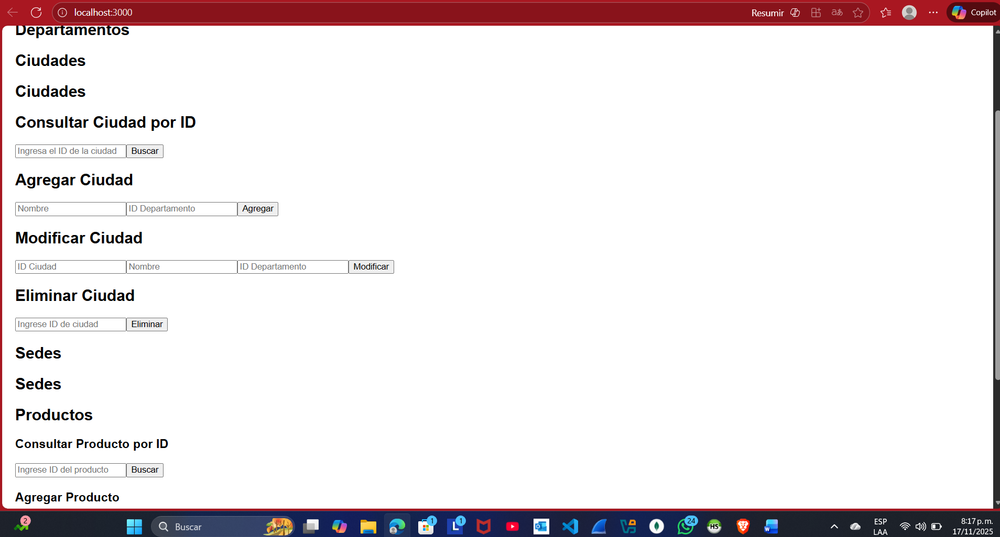 localhost:3000
Resumir
Copilot
Departamentos
Ciudades
Ciudades
Consultar Ciudad por ID
Ingresa el ID de la ciudad Buscar
Agregar Ciudad
Nombre ID Departamento Agregar
Modificar Ciudad
ID Ciudad Nombre ID Departamento Modificar
Eliminar Ciudad
Ingrese ID de ciudad Eliminar
Sedes
Sedes
Productos
Consultar Producto por ID
Ingrese ID del producto Buscar
Agregar Producto
2
Buscar
1
L 1
24
HS
W
ESP
LAA
8:17 p. m.
17/11/2025